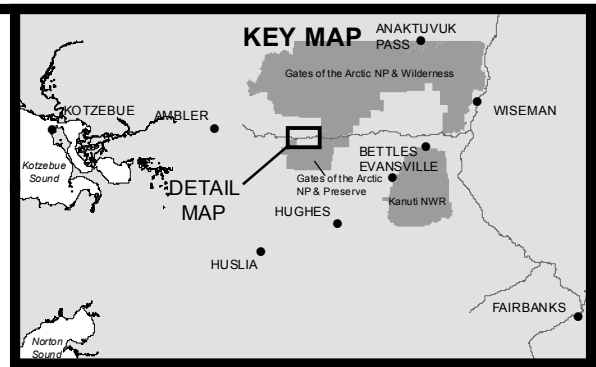 KEY MAP
ANAKTUVUK
PASS
Gates of the Arctic NP & Wilderness
WISEMAN
KOTZEBUE
AMBLER
Kotzebue
Sound
BETTLES
EVANSVILLE
DETAIL
MAP
Gates of the Arctic
NP & Preserve
Kanuti NWR
HUGHES
HUSLIA
FAIRBANKS
Norton
Sound